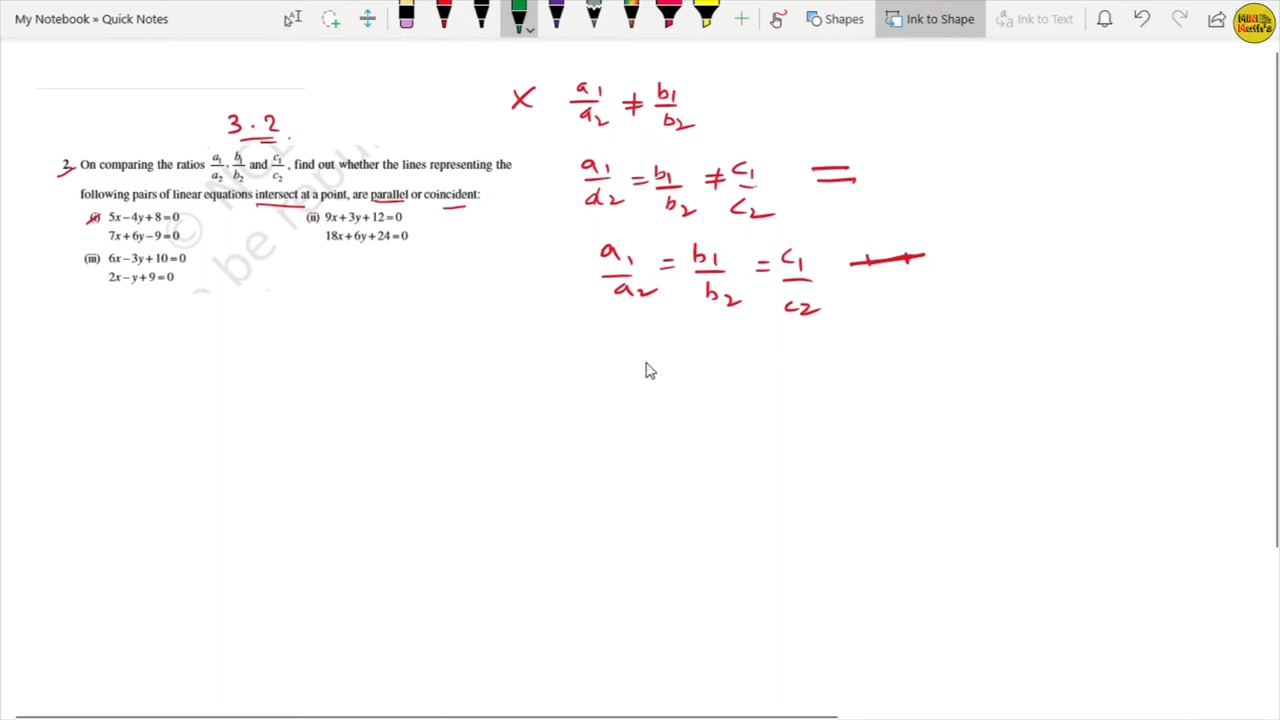 My Notebook » Quick Notes
Shapes
Ink to Shape
Ink to Text
3.2
2. On comparing the ratios a₁/a₂, b₁/b₂ and c₁/c₂, find out whether the lines representing the
following pairs of linear equations intersect at a point, are parallel or coincident:
(i) 5x – 4y + 8 = 0
7x + 6y – 9 = 0
(ii) 9x + 3y + 12 = 0
18x + 6y + 24 = 0
(iii) 6x – 3y + 10 = 0
2x – y + 9 = 0
× a₁/a₂ ≠ b₁/b₂
a₁/a₂ = b₁/b₂ ≠ c₁/c₂ =
a₁/a₂ = b₁/b₂ = c₁/c₂